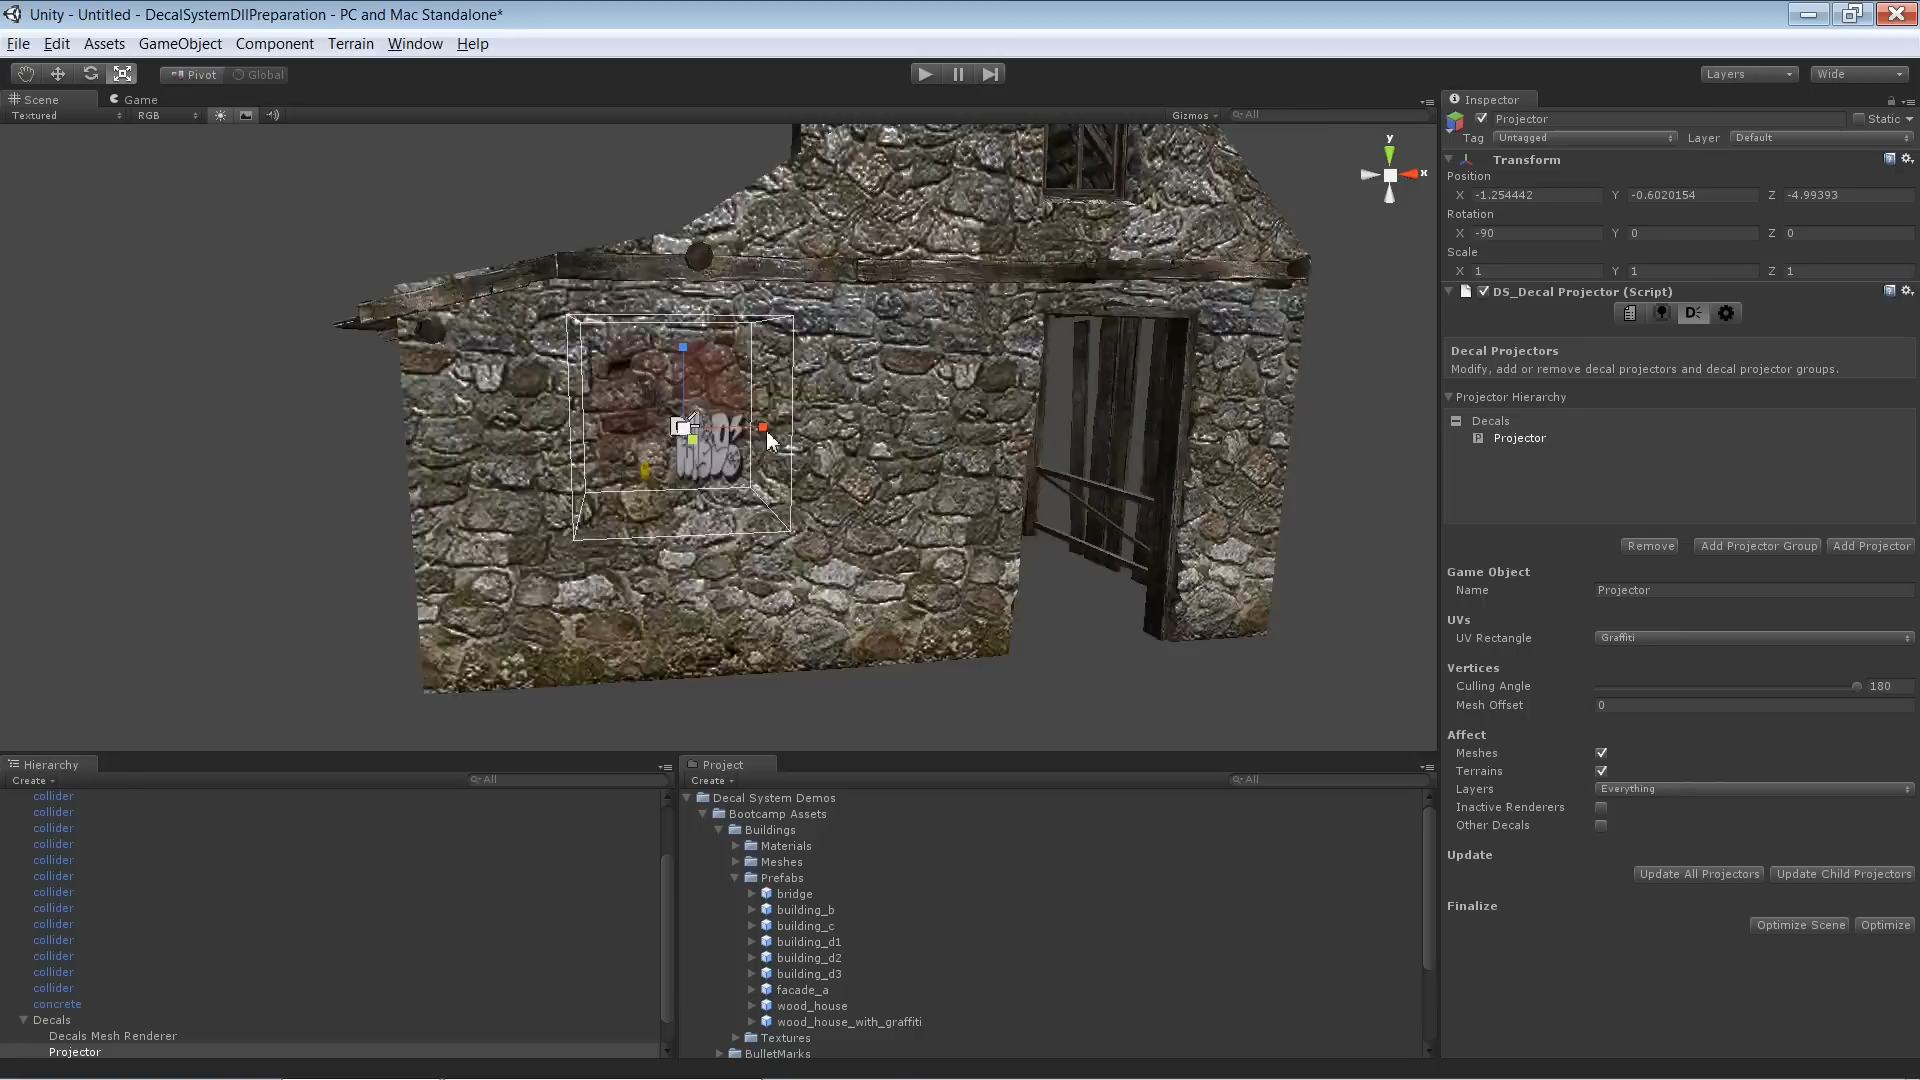 Unity - Untitled - DecalSystemDllPreparation - PC and Mac Standalone*
File Edit Assets GameObject Component Terrain Window Help
Pivot Global Layers Wide
Scene Game
Textured RGB Gizmos All
y
x
Inspector
Projector Static
Tag Untagged Layer Default
Transform
Position
X -1.254442 Y -0.6020154 Z -4.99393
Rotation
X -90 Y 0 Z 0
Scale
X 1 Y 1 Z 1
DS_Decal Projector (Script)
Decal Projectors
Modify, add or remove decal projectors and decal projector groups.
Projector Hierarchy
Decals
P Projector
Remove Add Projector Group Add Projector
Game Object
Name Projector
UVs
UV Rectangle Graffiti
Vertices
Culling Angle 180
Mesh Offset 0
Affect
Meshes
Terrains
Layers Everything
Inactive Renderers
Other Decals
Update
Update All Projectors Update Child Projectors
Finalize
Optimize Scene Optimize
Hierarchy
Create All
collider
collider
collider
collider
collider
collider
collider
collider
collider
collider
collider
collider
collider
concrete
Decals
Decals Mesh Renderer
Projector
Project
Create All
Decal System Demos
Bootcamp Assets
Buildings
Materials
Meshes
Prefabs
bridge
building_b
building_c
building_d1
building_d2
building_d3
facade_a
wood_house
wood_house_with_graffiti
Textures
BulletMarks